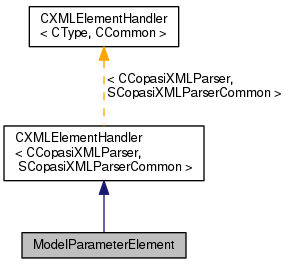 CXMLElementHandler
< CType, CCommon >
< CCopasiXMLParser,
SCopasiXMLParserCommon >
CXMLElementHandler
< CCopasiXMLParser,
SCopasiXMLParserCommon >
ModelParameterElement